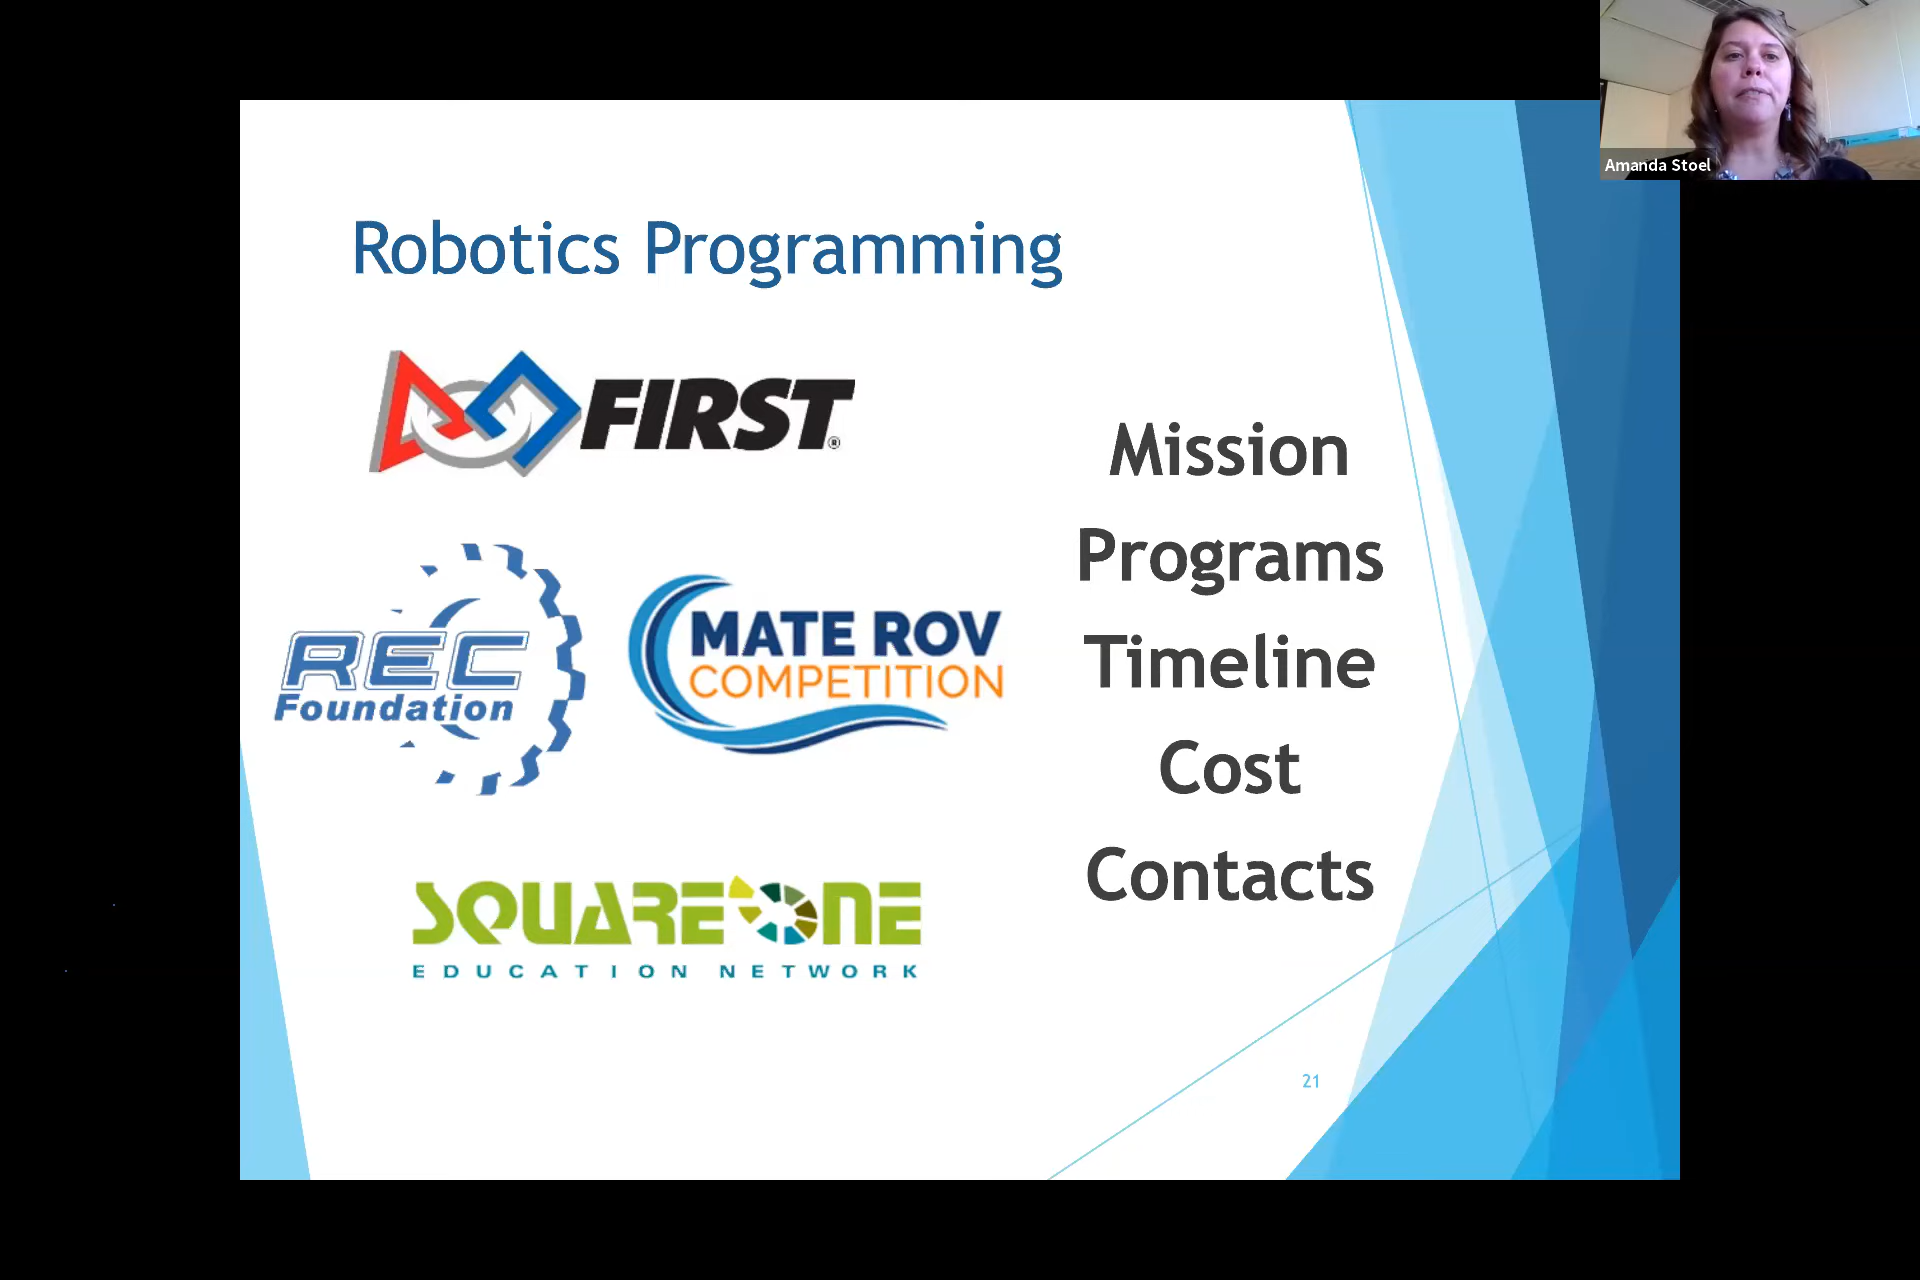 Amanda Stoel
Robotics Programming
FIRST®
REC
Foundation
MATE ROV
COMPETITION
SQUARE ONE
EDUCATION NETWORK
Mission
Programs
Timeline
Cost
Contacts
21